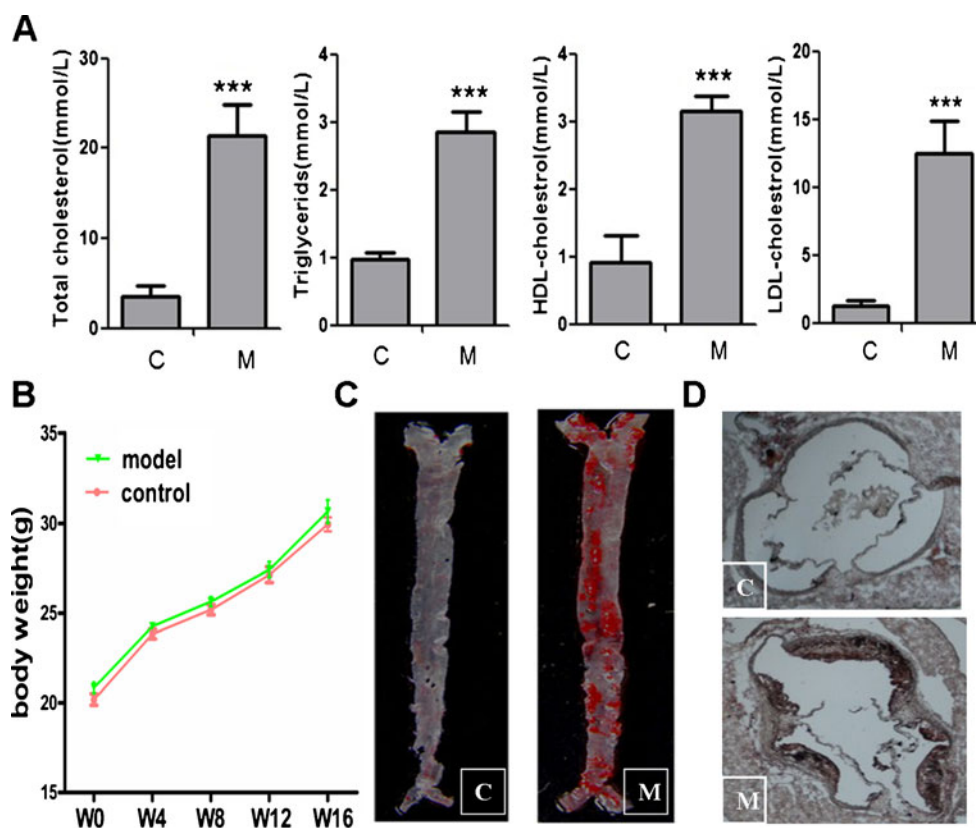 A
Total cholesterol(mmol/L)
30
20
10
0
***
C M
Triglycerids(mmol/L)
4
3
2
1
0
***
C M
HDL-cholestrol(mmol/L)
4
3
2
1
0
***
C M
LDL-cholestrol(mmol/L)
20
15
10
5
0
***
C M
B
body weight(g)
35
30
25
20
15
model
control
W0 W4 W8 W12 W16
C
C
M
D
C
M